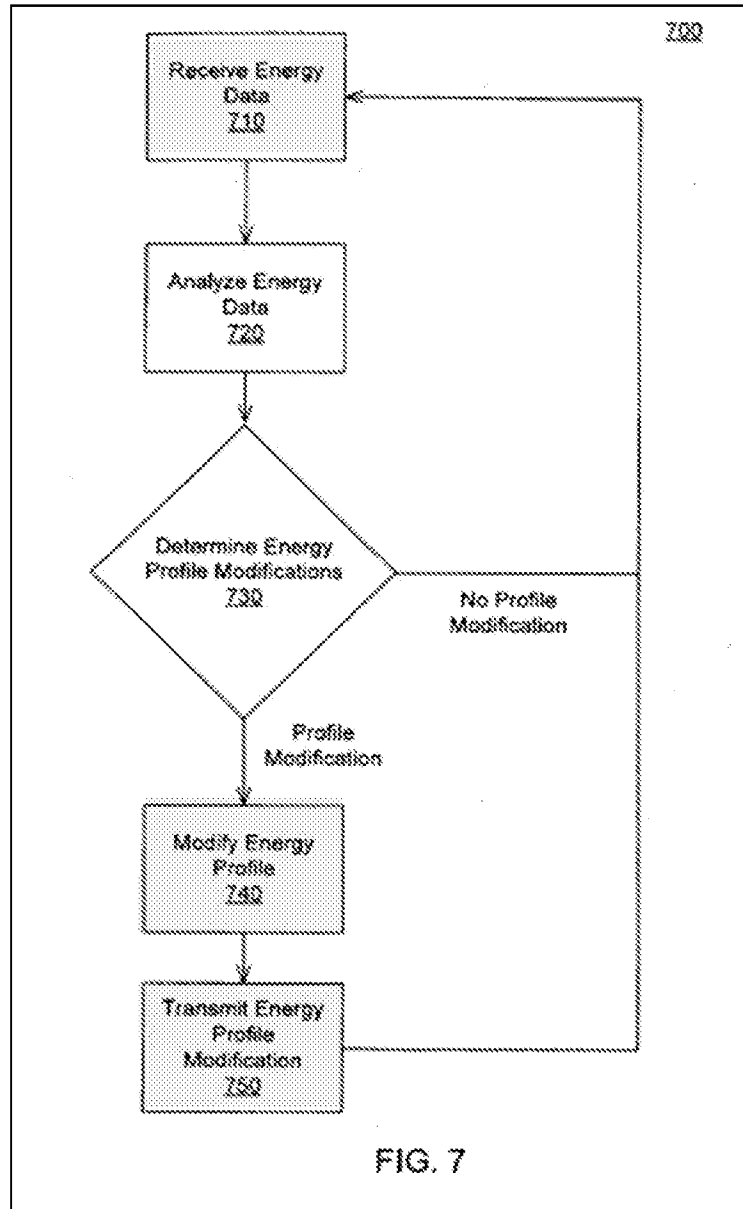 700
Receive Energy
Data
710
Analyze Energy
Data
720
Determine Energy
Profile Modifications
730
No Profile
Modification
Profile
Modification
Modify Energy
Profile
740
Transmit Energy
Profile
Modification
750
FIG. 7